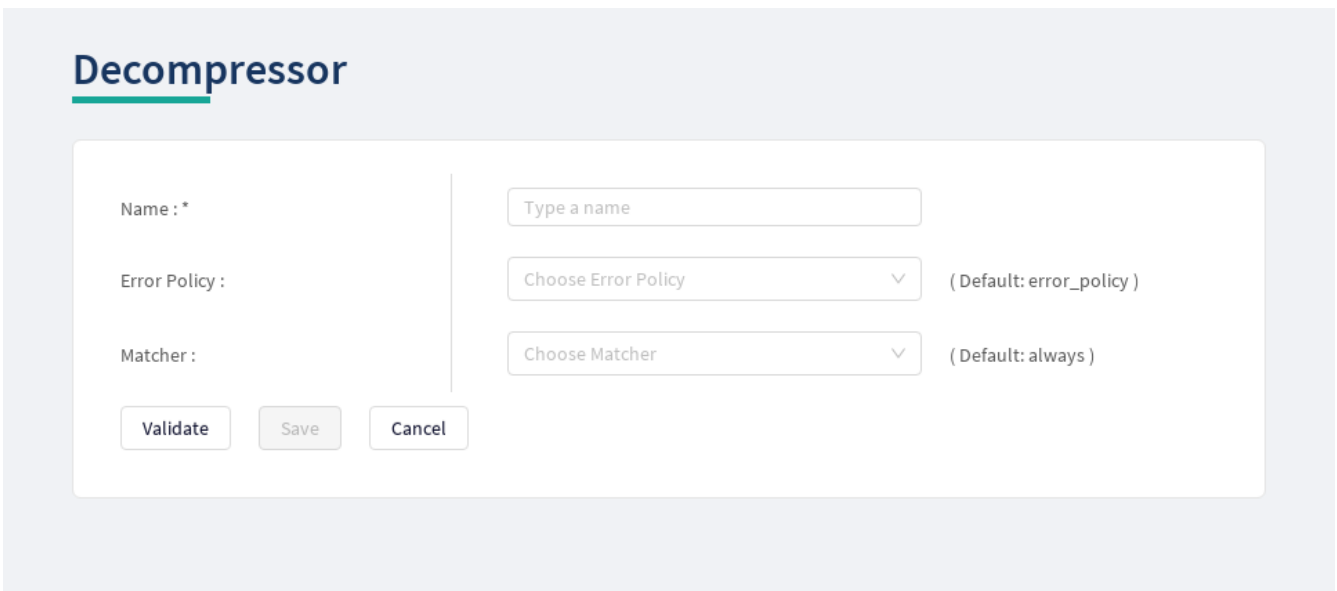 Decompressor
Name : * Type a name
Error Policy : Choose Error Policy ( Default: error_policy )
Matcher : Choose Matcher ( Default: always )
Validate Save Cancel